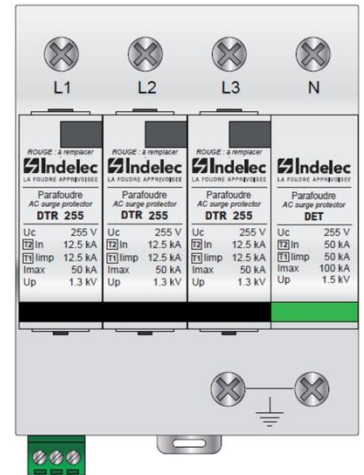 L1 L2 L3 N
ROUGE : à remplacer
Indelec
LA FOUDRE APPRIVOISEE
Parafoudre
AC surge protector
DTR 255
Uc 255 V
T2 In 12.5 kA
T1 Iimp 12.5 kA
Imax 50 kA
Up 1.3 kV
ROUGE : à remplacer
Indelec
LA FOUDRE APPRIVOISEE
Parafoudre
AC surge protector
DTR 255
Uc 255 V
T2 In 12.5 kA
T1 Iimp 12.5 kA
Imax 50 kA
Up 1.3 kV
ROUGE : à remplacer
Indelec
LA FOUDRE APPRIVOISEE
Parafoudre
AC surge protector
DTR 255
Uc 255 V
T2 In 12.5 kA
T1 Iimp 12.5 kA
Imax 50 kA
Up 1.3 kV
Indelec
LA FOUDRE APPRIVOISEE
Parafoudre
AC surge protector
DET
Uc 255 V
T2 In 50 kA
T1 Iimp 50 kA
Imax 100 kA
Up 1.5 kV